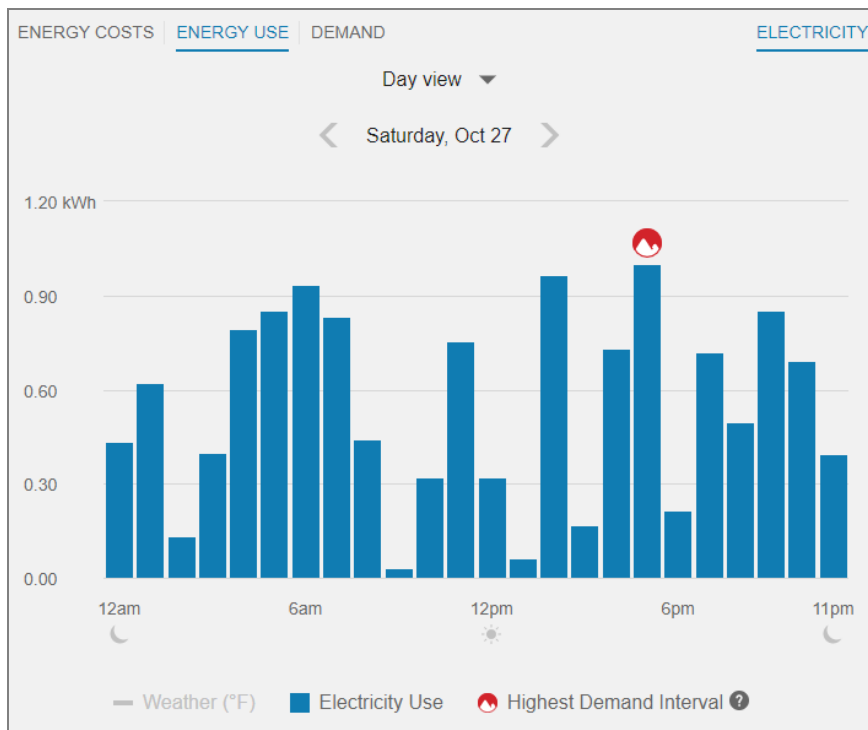 ENERGY COSTS ENERGY USE DEMAND ELECTRICITY
Day view
Saturday, Oct 27
1.20 kWh
0.90
0.60
0.30
0.00
12am 6am 12pm 6pm 11pm
Weather (°F) Electricity Use Highest Demand Interval ?